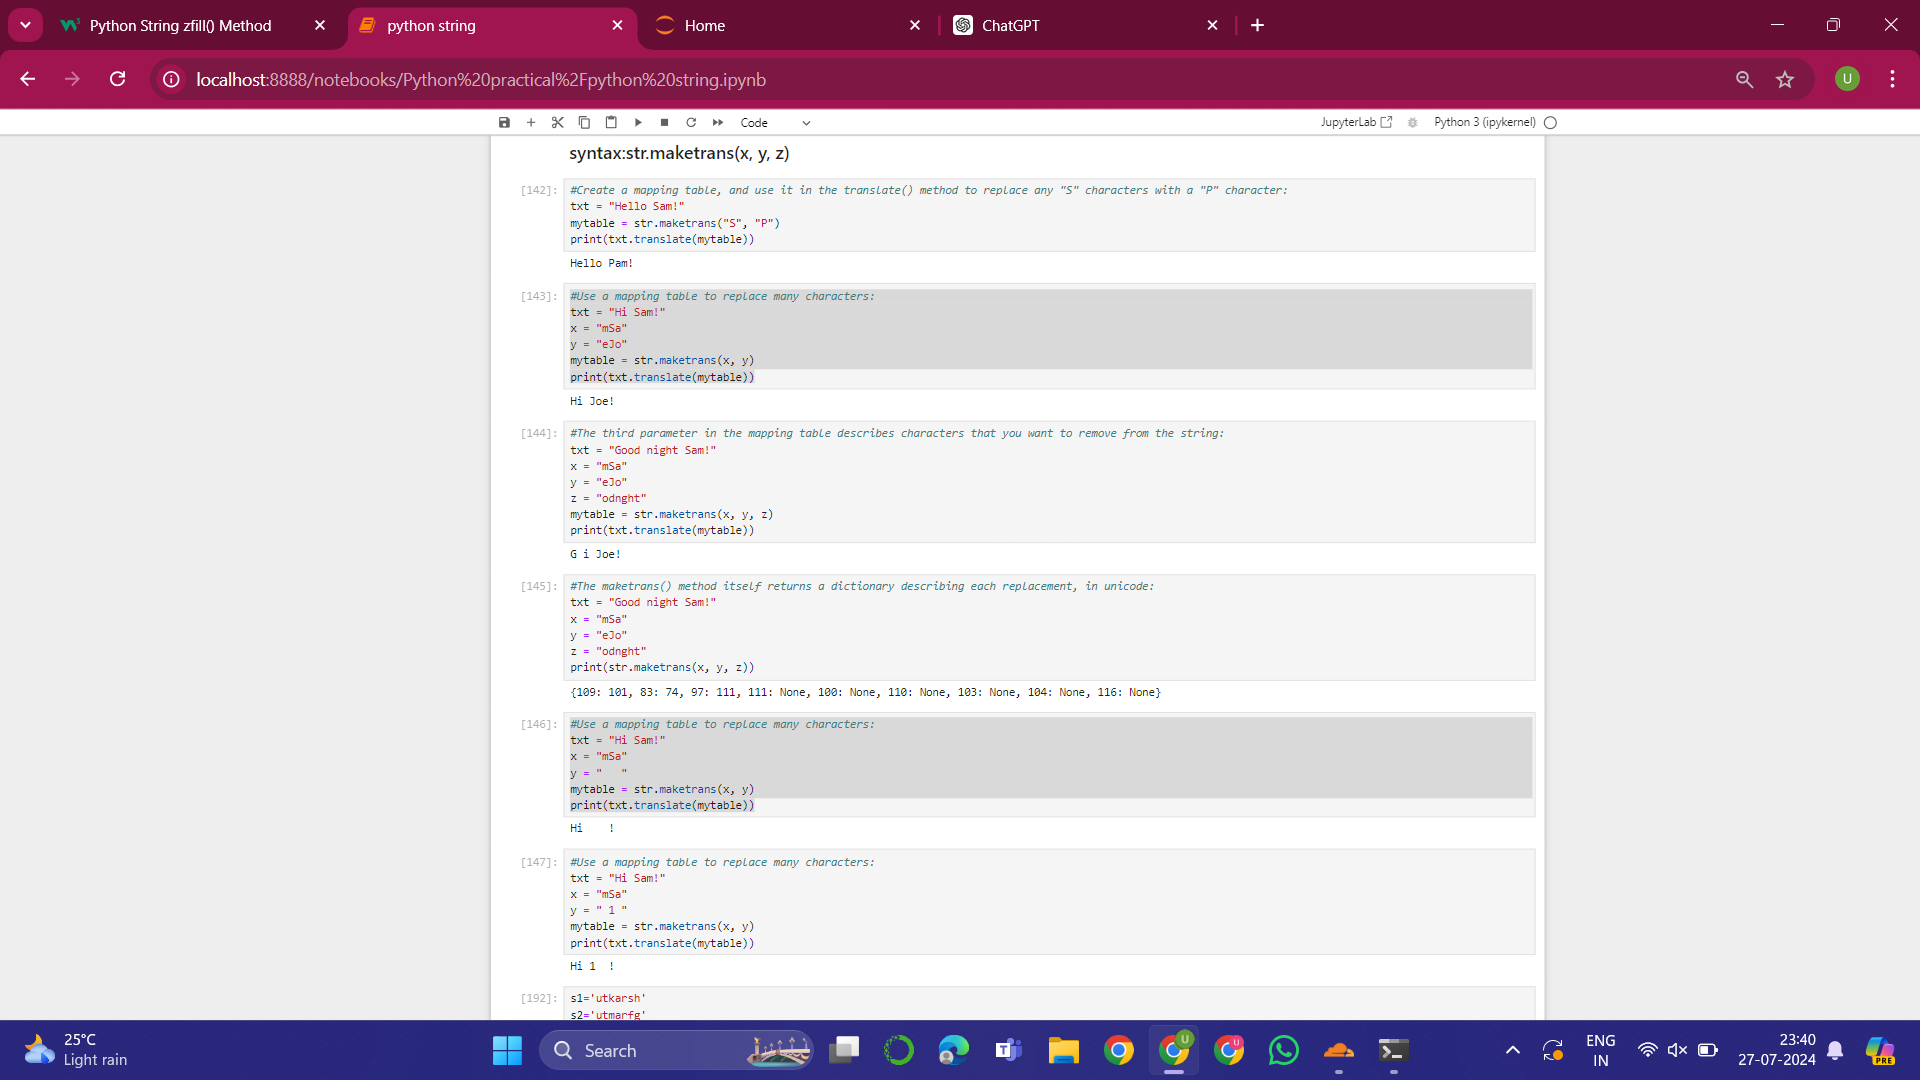 Python String zfill() Method
python string
Home
ChatGPT
localhost:8888/notebooks/Python%20practical%2Fpython%20string.ipynb
U
Code
JupyterLab
Python 3 (ipykernel)
syntax:str.maketrans(x, y, z)
[142]:
#Create a mapping table, and use it in the translate() method to replace any "S" characters with a "P" character:
txt = "Hello Sam!"
mytable = str.maketrans("S", "P")
print(txt.translate(mytable))
Hello Pam!
[143]:
#Use a mapping table to replace many characters:
txt = "Hi Sam!"
x = "mSa"
y = "eJo"
mytable = str.maketrans(x, y)
print(txt.translate(mytable))
Hi Joe!
[144]:
#The third parameter in the mapping table describes characters that you want to remove from the string:
txt = "Good night Sam!"
x = "mSa"
y = "eJo"
z = "odnght"
mytable = str.maketrans(x, y, z)
print(txt.translate(mytable))
G i Joe!
[145]:
#The maketrans() method itself returns a dictionary describing each replacement, in unicode:
txt = "Good night Sam!"
x = "mSa"
y = "eJo"
z = "odnght"
print(str.maketrans(x, y, z))
{109: 101, 83: 74, 97: 111, 111: None, 100: None, 110: None, 103: None, 104: None, 116: None}
[146]:
#Use a mapping table to replace many characters:
txt = "Hi Sam!"
x = "mSa"
y = "   "
mytable = str.maketrans(x, y)
print(txt.translate(mytable))
Hi    !
[147]:
#Use a mapping table to replace many characters:
txt = "Hi Sam!"
x = "mSa"
y = " 1 "
mytable = str.maketrans(x, y)
print(txt.translate(mytable))
Hi 1  !
[192]:
s1='utkarsh'
s2='utmarfg'
25°C
Light rain
Search
ENG
IN
23:40
27-07-2024
PRE